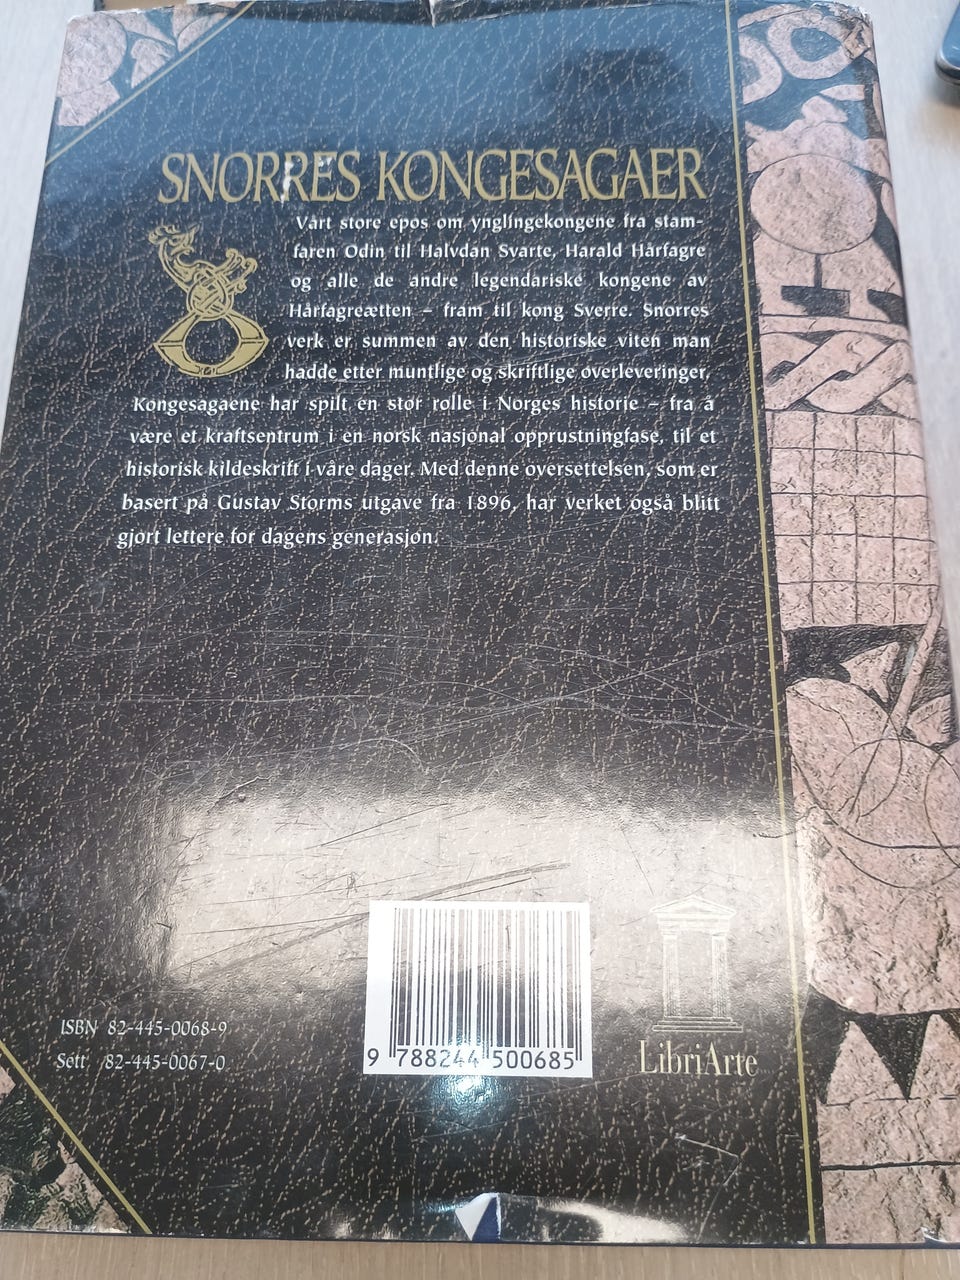 SNORRES KONGESAGAER
Vårt store epos om ynglingekongene fra stam-
faren Odin til Halvdan Svarte, Harald Hårfagre
og alle de andre legendariske kongene av
Hårfagreætten – fram til kong Sverre. Snorres
verk er summen av den historiske viten man
hadde etter muntlige og skriftlige overleveringer.
Kongesagaene har spilt en stor rolle i Norges historie – fra å
være et kraftsentrum i en norsk nasjonal opprustningfase, til et
historisk kildeskrift i våre dager. Med denne oversettelsen, som er
basert på Gustav Storms utgave fra 1896, har verket også blitt
gjort lettere for dagens generasjon.
ISBN 82-445-0068-9
Sett 82-445-0067-0
9 788244 500685
LibriArte